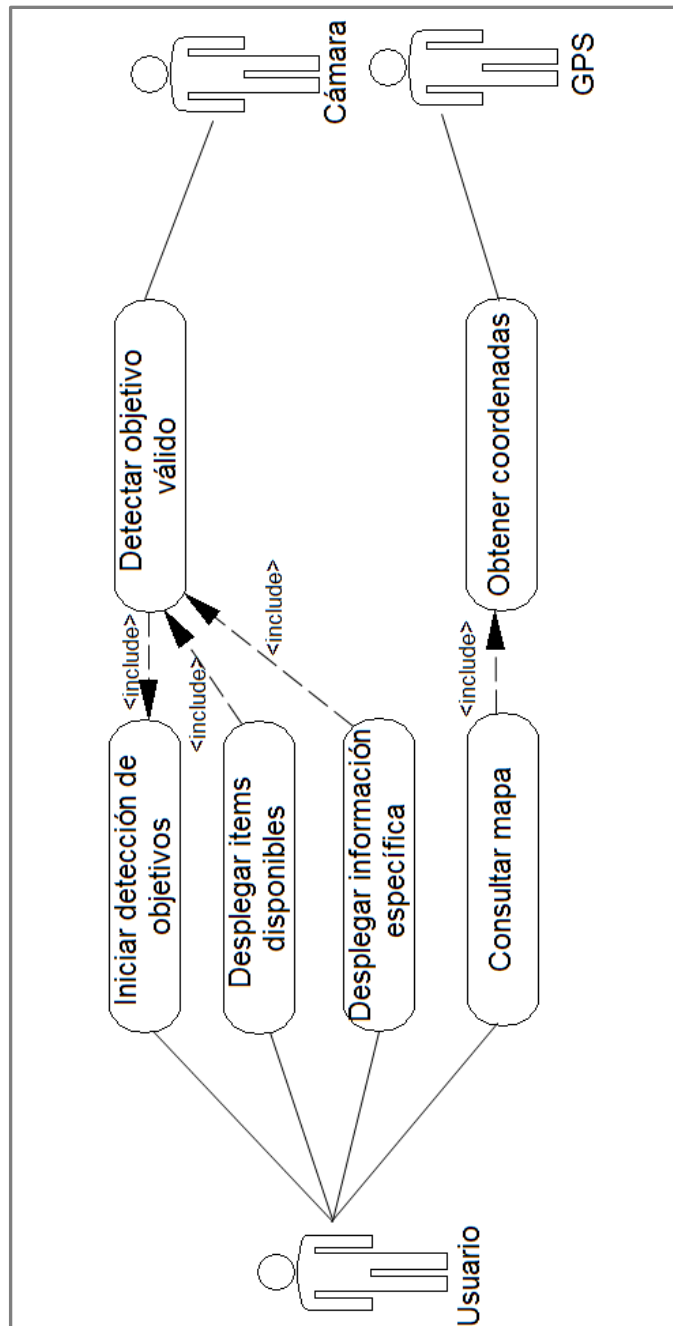 Usuario
Iniciar detección de
objetivos
Desplegar items
disponibles
Desplegar información
específica
Consultar mapa
<include>
<include>
<include>
<include>
Detectar objetivo
válido
Obtener coordenadas
Cámara
GPS